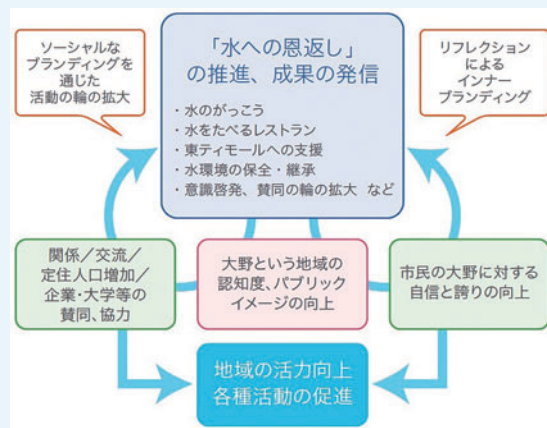 ソーシャルな
ブランディングを
通じた
活動の輪の拡大
「水への恩返し」
の推進、成果の発信
・水のがっこう
・水をたべるレストラン
・東ティモールへの支援
・水環境の保全・継承
・意識啓発、賛同の輪の拡大 など
リフレクション
による
インナー
ブランディング
関係／交流／
定住人口増加／
企業・大学等の
賛同、協力
大野という地域の
認知度、パブリック
イメージの向上
市民の大野に対する
自信と誇りの向上
地域の活力向上
各種活動の促進